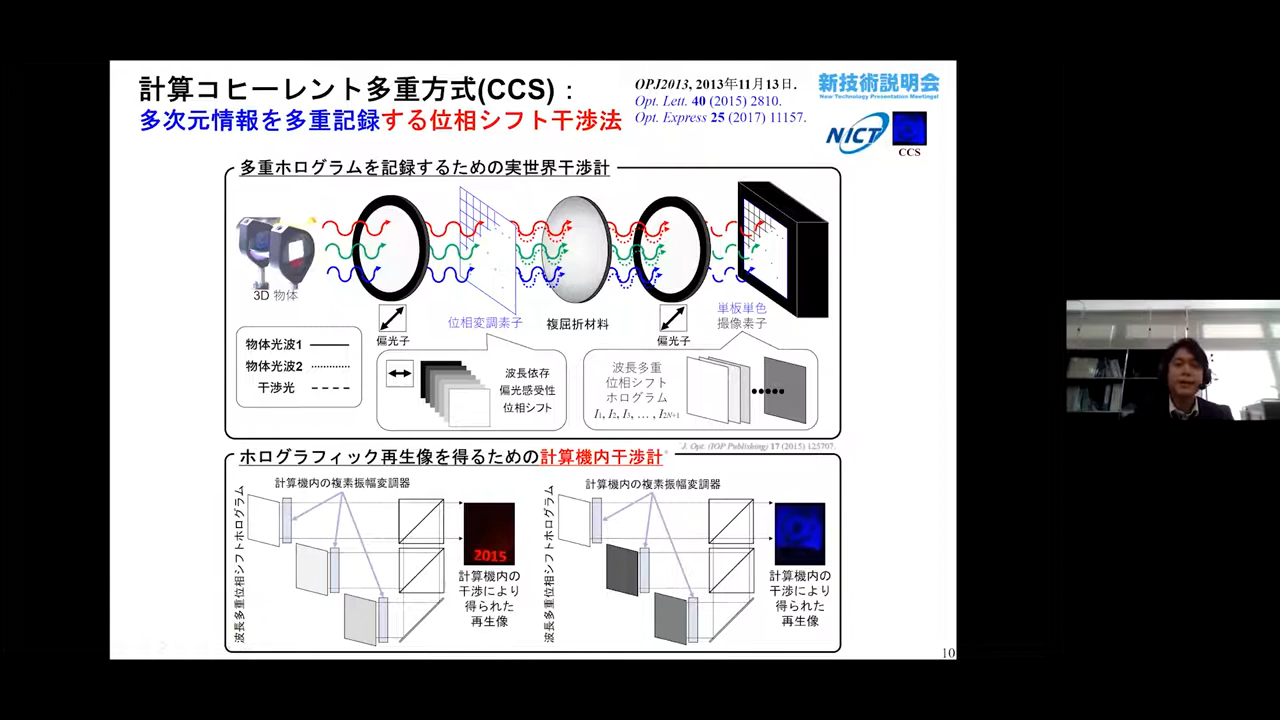 計算コヒーレント多重方式(CCS)：
多次元情報を多重記録する位相シフト干渉法
OPJ2013, 2013年11月13日.
Opt. Lett. 40 (2015) 2810.
Opt. Express 25 (2017) 11157.
新技術説明会
New Technology Presentation Meetings!
NICT
CCS
多重ホログラムを記録するための実世界干渉計
3D 物体
偏光子
位相変調素子
複屈折材料
偏光子
単板単色
撮像素子
物体光波1
物体光波2
干渉光
波長依存
偏光感受性
位相シフト
波長多重
位相シフト
ホログラム
I1, I2, I3, … , I2N+1
J. Opt. (IOP Publishing) 17 (2015) 125707.
ホログラフィック再生像を得るための計算機内干渉計
計算機内の複素振幅変調器
波長多重位相シフトホログラム
2015
計算機内の
干渉により
得られた
再生像
計算機内の複素振幅変調器
波長多重位相シフトホログラム
計算機内の
干渉により
得られた
再生像
10